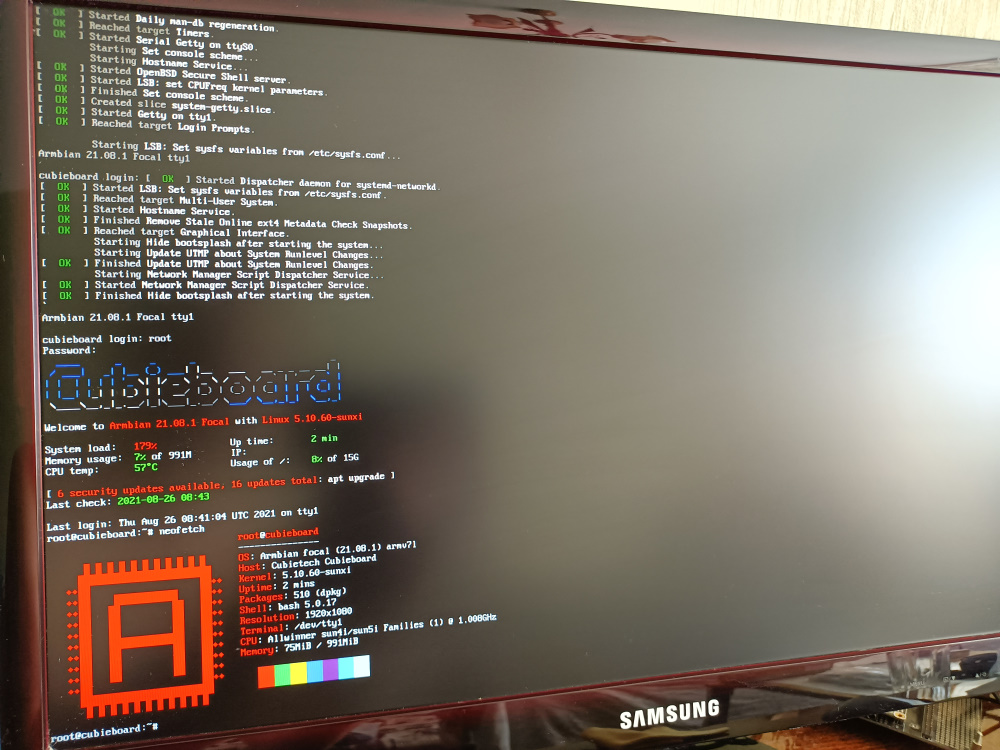 [ OK ] Started Daily man-db regeneration.
[ OK ] Reached target Timers.
[ OK ] Started Serial Getty on ttyS0.
Starting Set console scheme...
Starting Hostname Service...
[ OK ] Started OpenBSD Secure Shell server.
[ OK ] Started LSB: set CPUFreq kernel parameters.
[ OK ] Finished Set console scheme.
[ OK ] Created slice system-getty.slice.
[ OK ] Started Getty on tty1.
[ OK ] Reached target Login Prompts.
Starting LSB: Set sysfs variables from /etc/sysfs.conf...
Armbian 21.08.1 Focal tty1
cubieboard login: [ OK ] Started Dispatcher daemon for systemd-networkd.
[ OK ] Started LSB: Set sysfs variables from /etc/sysfs.conf.
[ OK ] Reached target Multi-User System.
[ OK ] Started Hostname Service.
[ OK ] Finished Remove Stale Online ext4 Metadata Check Snapshots.
[ OK ] Reached target Graphical Interface.
Starting Hide bootsplash after starting the system...
Starting Update UTMP about System Runlevel Changes...
[ OK ] Finished Update UTMP about System Runlevel Changes.
Starting Network Manager Script Dispatcher Service...
[ OK ] Started Network Manager Script Dispatcher Service.
[ OK ] Finished Hide bootsplash after starting the system.
Armbian 21.08.1 Focal tty1
cubieboard login: root
Password:
Cubieboard
Welcome to Armbian 21.08.1 Focal with Linux 5.10.60-sunxi
System load: 179% Up time: 2 min
Memory usage: 7% of 991M IP:
CPU temp: 57°C Usage of /: 8% of 15G
[ 6 security updates available, 16 updates total: apt upgrade ]
Last check: 2021-08-26 08:43
Last login: Thu Aug 26 08:41:04 UTC 2021 on tty1
root@cubieboard:~# neofetch
root@cubieboard
---------------
OS: Armbian focal (21.08.1) armv7l
Host: Cubietech Cubieboard
Kernel: 5.10.60-sunxi
Uptime: 2 mins
Packages: 510 (dpkg)
Shell: bash 5.0.17
Resolution: 1920x1080
Terminal: /dev/tty1
CPU: Allwinner sun4i/sun5i Families (1) @ 1.008GHz
Memory: 75MiB / 991MiB
root@cubieboard:~#
SAMSUNG